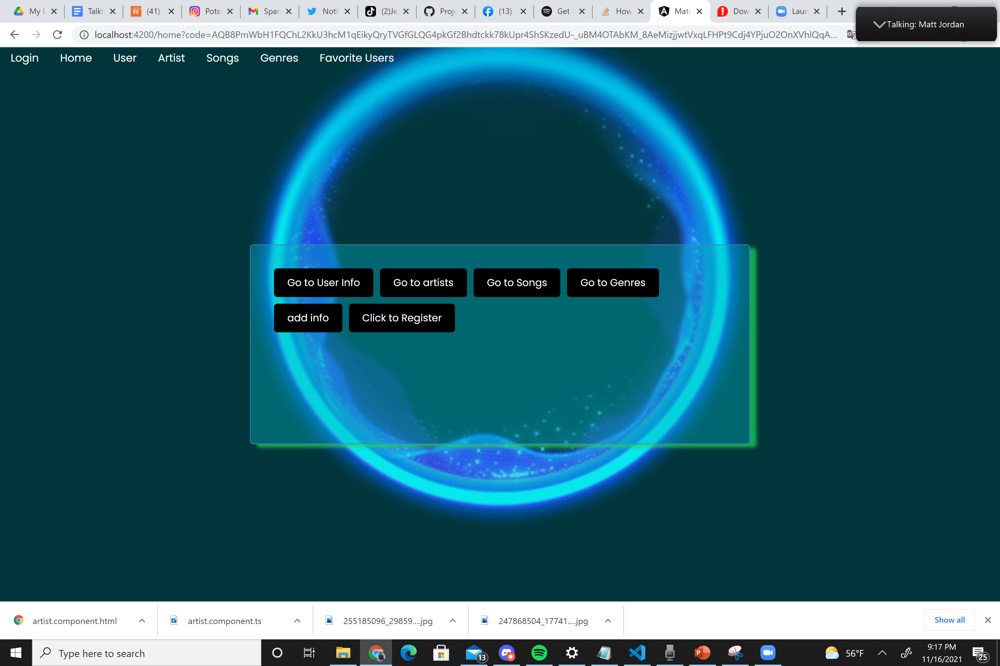 My D
Talki
(41)
Pote
Span
Noti
(2)Je
Proje
(13)
Get
How
Matc
Dow
Laun
localhost:4200/home?code=AQB8PmWbH1FQChL2KkU3hcM1qEikyQryTVGfGLQG4pkGf2Bhdtckk78kUpr4ShSKzedU-_uBM4OTAbKM_8AeMizjjwtVxqLFHPt9Cdj4YPjuO2OnXVhlQqA...
Talking: Matt Jordan
Login Home User Artist Songs Genres Favorite Users
Go to User Info Go to artists Go to Songs Go to Genres
add info Click to Register
artist.component.html
artist.component.ts
255185096_29859....jpg
247868504_17741....jpg
Show all
Type here to search
13
56°F
9:17 PM
11/16/2021
25